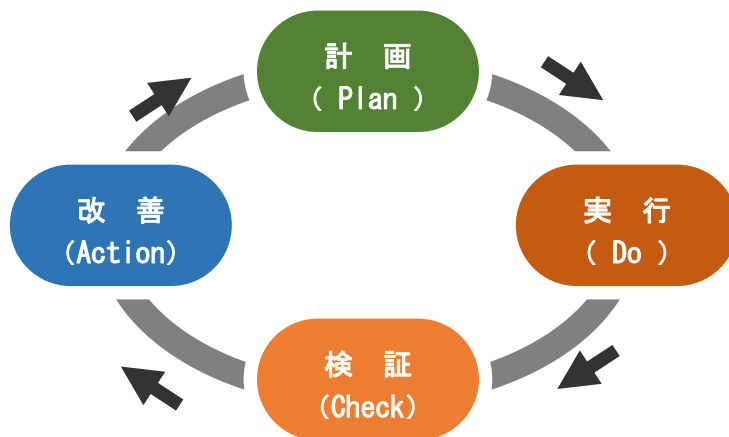 計 画
( Plan )
改 善
(Action)
実 行
( Do )
検 証
(Check)